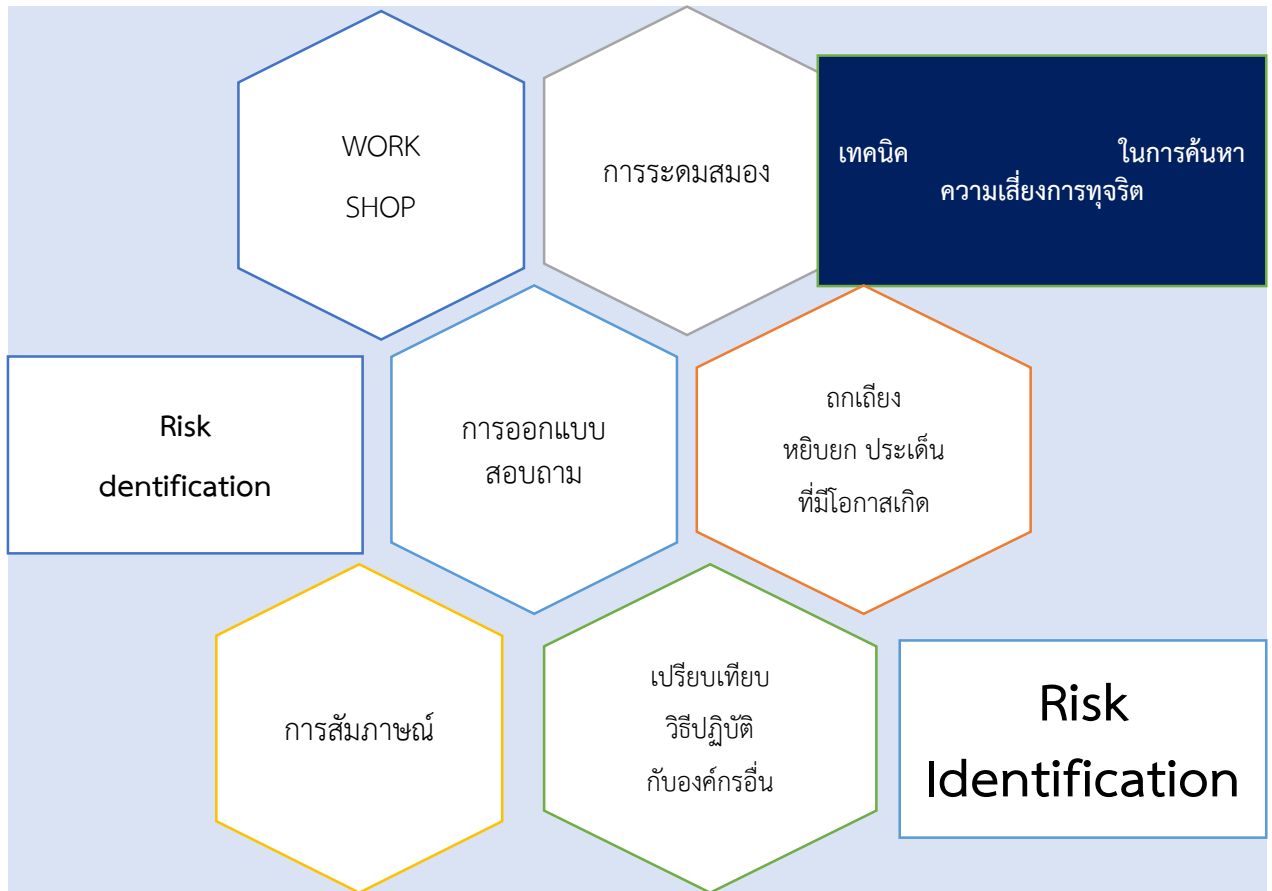 WORK
SHOP
การระดมสมอง
เทคนิค ในการค้นหา
ความเสี่ยงการทุจริต
Risk
dentification
การออกแบบ
สอบถาม
ถกเถียง
หยิบยก ประเด็น
ที่มีโอกาสเกิด
การสัมภาษณ์
เปรียบเทียบ
วิธีปฏิบัติ
กับองค์กรอื่น
Risk
Identification